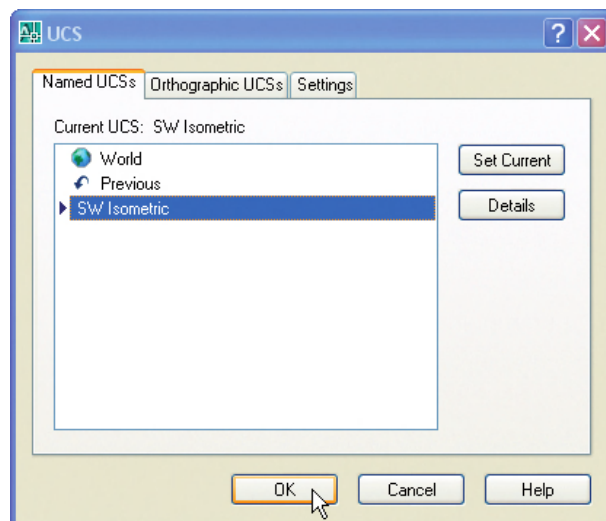 UCS
Named UCSs Orthographic UCSs Settings
Current UCS: SW Isometric
World
Previous
SW Isometric
Set Current
Details
OK Cancel Help